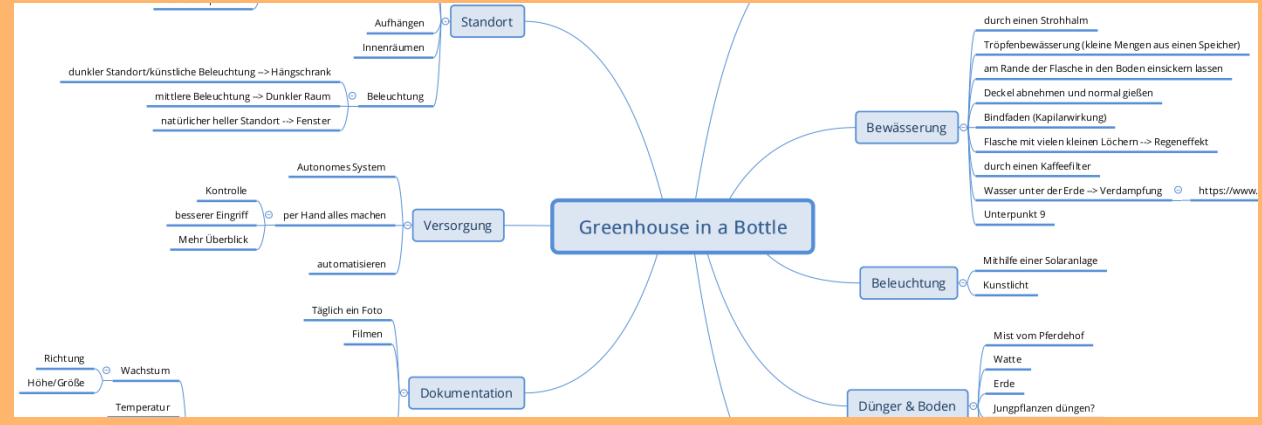 Standort
Aufhängen
Innenräumen
Beleuchtung
dunkler Standort/künstliche Beleuchtung --> Hängschrank
mittlere Beleuchtung --> Dunkler Raum
natürlicher heller Standort --> Fenster
Versorgung
Autonomes System
per Hand alles machen
Kontrolle
besserer Eingriff
Mehr Überblick
automatisieren
Dokumentation
Täglich ein Foto
Filmen
Wachstum
Richtung
Höhe/Größe
Temperatur
Greenhouse in a Bottle
Bewässerung
durch einen Strohhalm
Tröpfenbewässerung (kleine Mengen aus einen Speicher)
am Rande der Flasche in den Boden einsickern lassen
Deckel abnehmen und normal gießen
Bindfaden (Kapilarwirkung)
Flasche mit vielen kleinen Löchern --> Regeneffekt
durch einen Kaffeefilter
Wasser unter der Erde --> Verdampfung
https://www.
Unterpunkt 9
Beleuchtung
Mithilfe einer Solaranlage
Kunstlicht
Dünger & Boden
Mist vom Pferdehof
Watte
Erde
Jungpflanzen düngen?